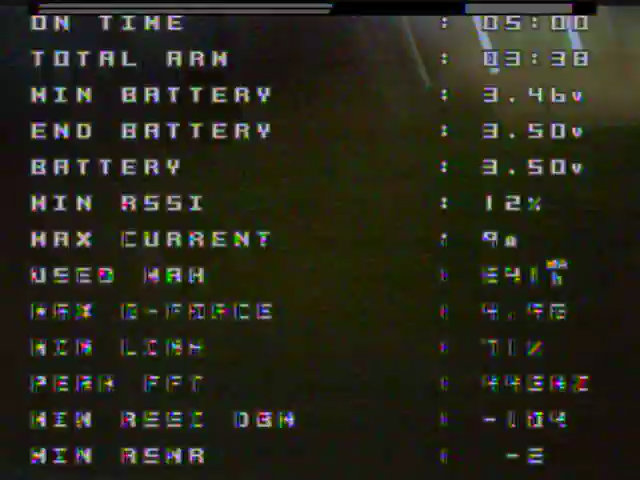 ON TIME : 05:00
TOTAL ARM : 03:38
MIN BATTERY : 3.46v
END BATTERY : 3.50v
BATTERY : 3.50v
MIN RSSI : 12%
MAX CURRENT : 9A
USED MAH :
MAX G-FORCE :
MIN LINK : 71%
PEAK FFT :
MIN RSSI DBM : -104
MIN RSNR :